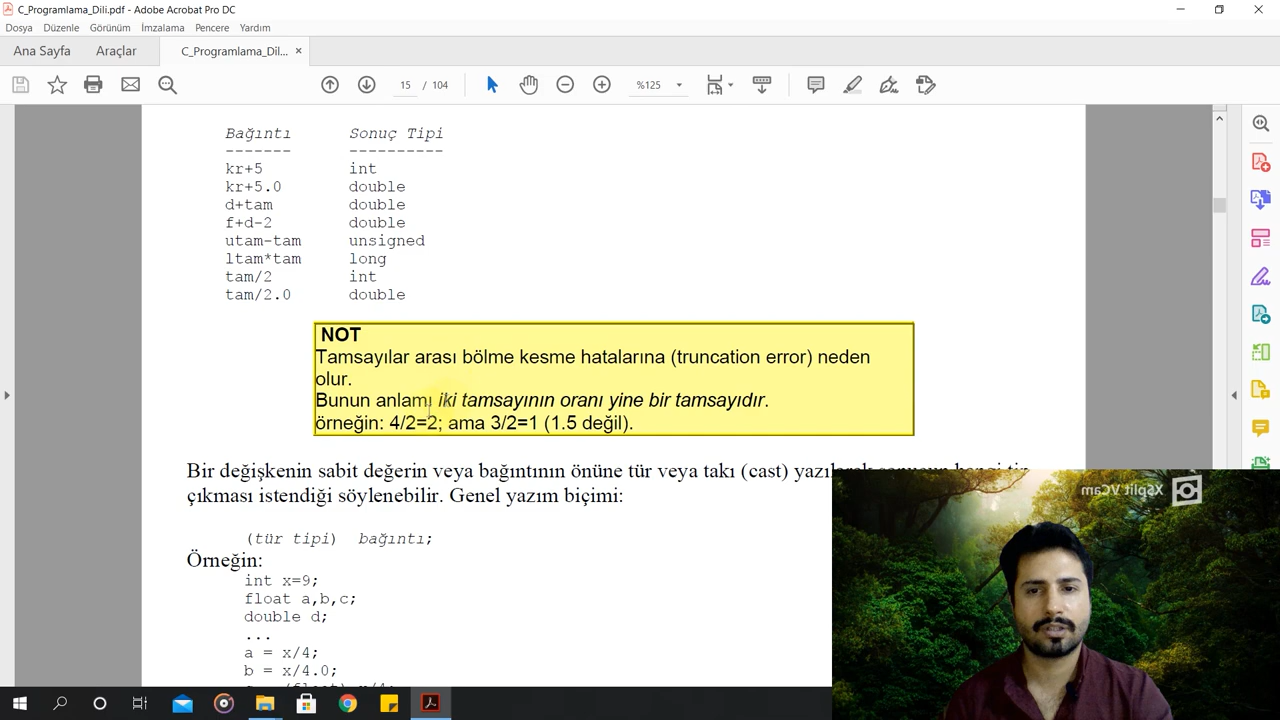 C_Programlama_Dili.pdf - Adobe Acrobat Pro DC
Dosya Düzenle Görünüm İmzalama Pencere Yardım
Ana Sayfa Araçlar C_Programlama_Dil... ×
15 / 104 %125
Bağıntı Sonuç Tipi
------- ----------
kr+5 int
kr+5.0 double
d+tam double
f+d-2 double
utam-tam unsigned
ltam*tam long
tam/2 int
tam/2.0 double
NOT
Tamsayılar arası bölme kesme hatalarına (truncation error) neden
olur.
Bunun anlamı iki tamsayının oranı yine bir tamsayıdır.
örneğin: 4/2=2; ama 3/2=1 (1.5 değil).
Bir değişkenin sabit değerin veya bağıntının önüne tür veya takı (cast)
çıkması istendiği söylenebilir. Genel yazım biçimi:
XSplit VCam
(tür tipi) bağıntı;
Örneğin:
int x=9;
float a,b,c;
double d;
...
a = x/4;
b = x/4.0;